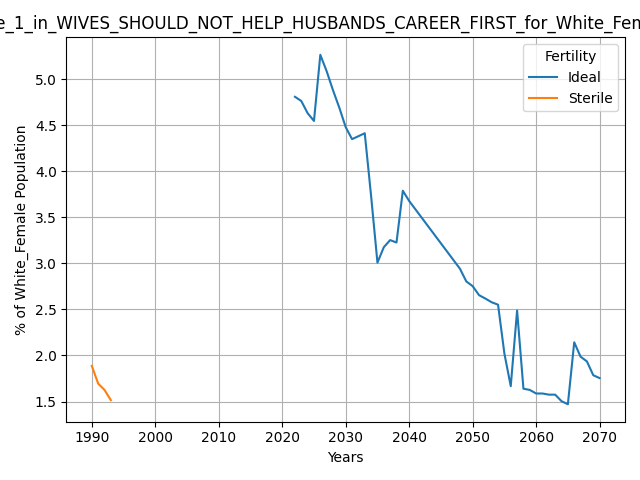 e_1_in_WIVES_SHOULD_NOT_HELP_HUSBANDS_CAREER_FIRST_for_White_Fem
Fertility
Ideal
Sterile
% of White_Female Population
5.0
4.5
4.0
3.5
3.0
2.5
2.0
1.5
1990 2000 2010 2020 2030 2040 2050 2060 2070
Years